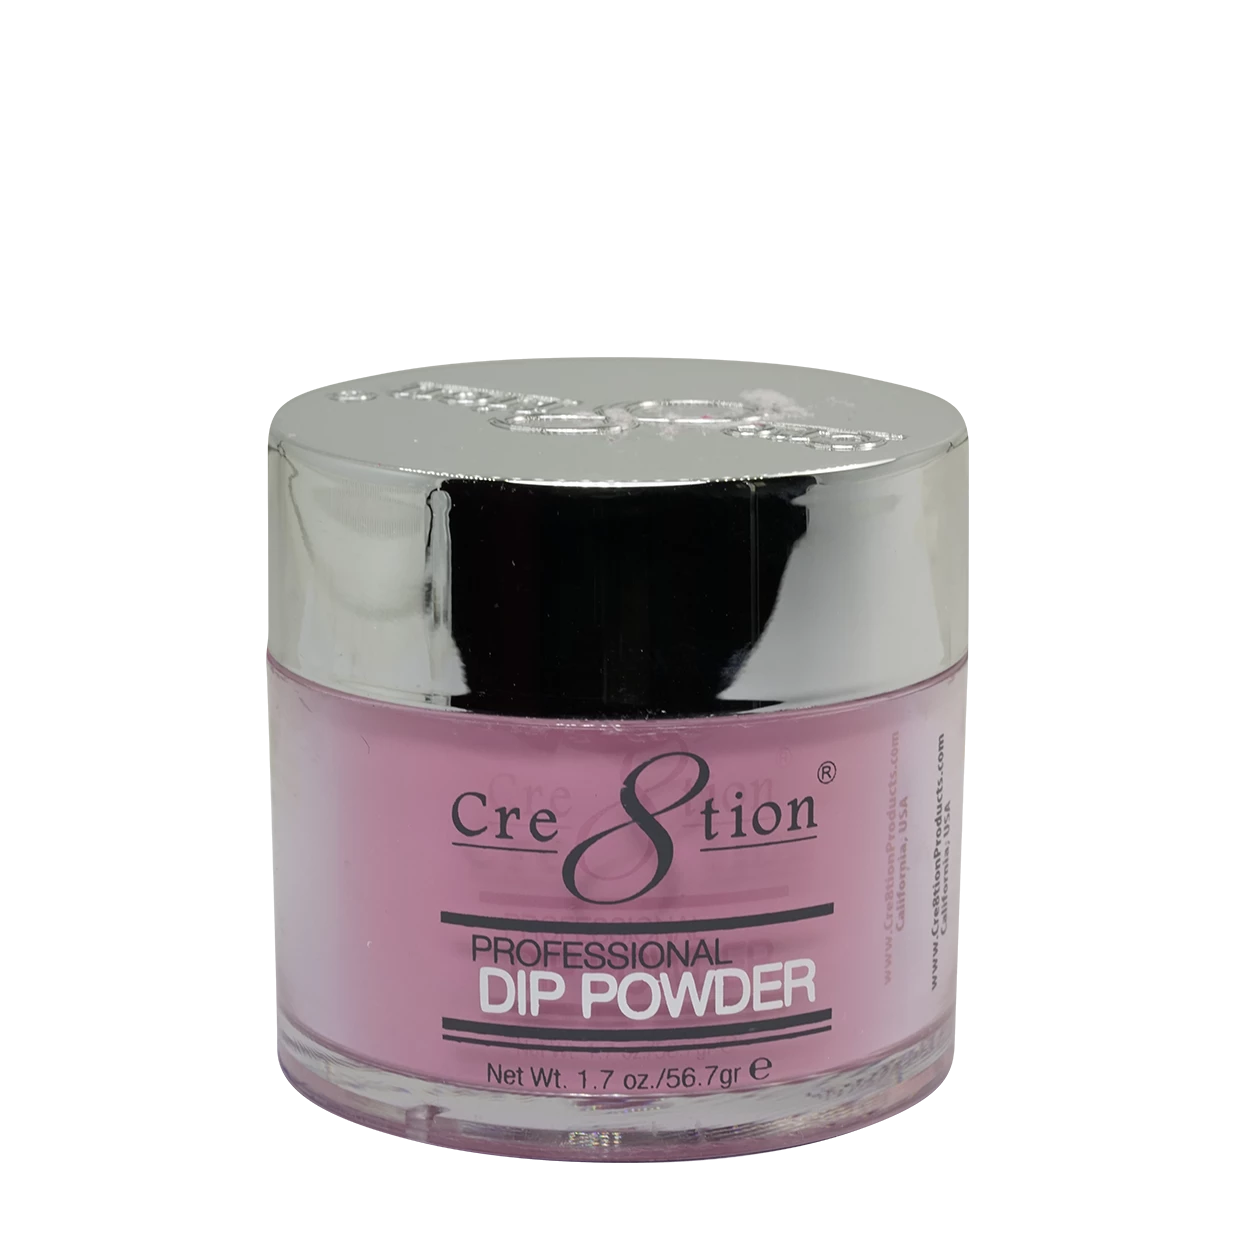 Cre8tion®
PROFESSIONAL
DIP POWDER
Net Wt. 1.7 oz./56.7gr ℮
www.Cre8tionProducts.com
California, USA